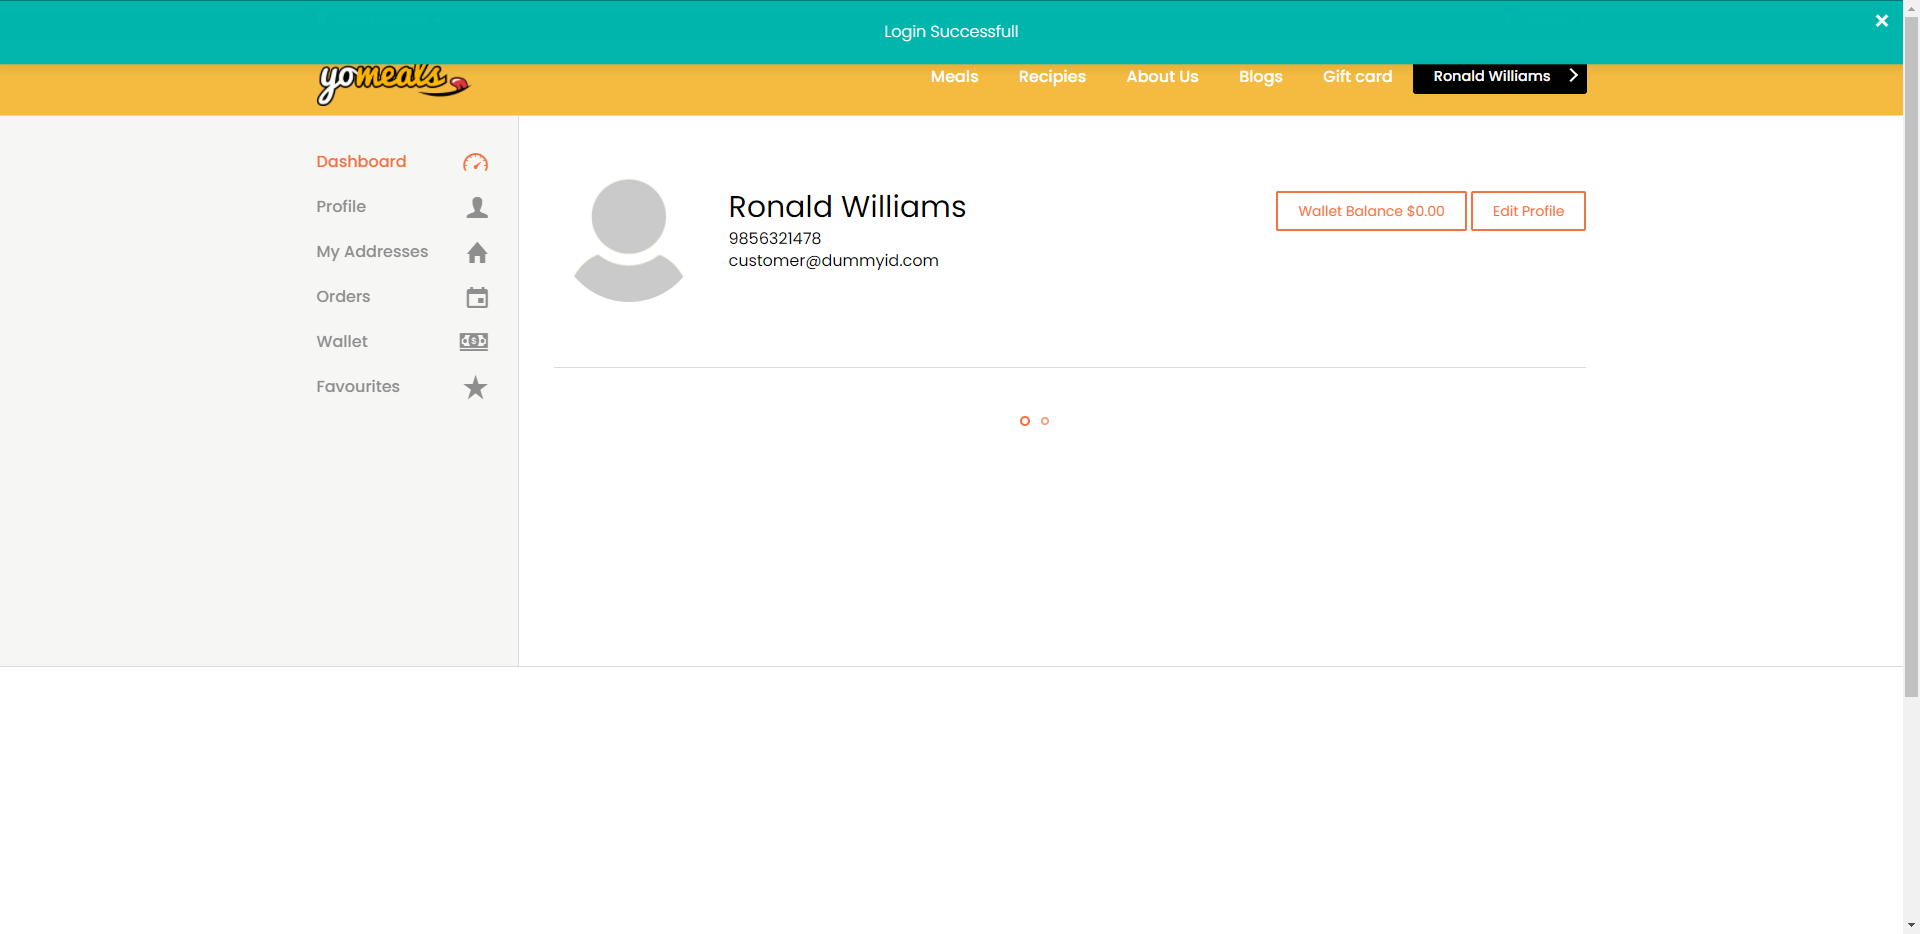 Login Successfull
yomeals
Meals
Recipies
About Us
Blogs
Gift card
Ronald Williams
Dashboard
Profile
My Addresses
Orders
Wallet
Favourites
Ronald Williams
9856321478
customer@dummyid.com
Wallet Balance $0.00
Edit Profile